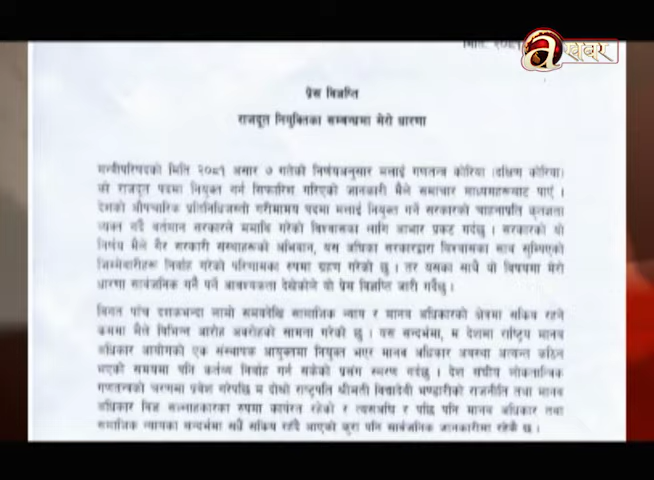 खबर
मिति: २०८१
प्रेस विज्ञप्ति
राजदूत नियुक्तिका सम्बन्धमा मेरो धारणा
मन्त्रीपरिषदको मिति २०८१ असार ७ गतेको निर्णयअनुसार मलाई गणतन्त्र कोरिया (दक्षिण कोरिया)
को राजदूत पदमा नियुक्त गर्न सिफारिश गरिएको जानकारी मैले समाचार माध्यमहरूबाट पाएं ।
देशको औपचारिक प्रतिनिधिजस्तो गरीमामय पदमा मलाई नियुक्त गर्ने सरकारको चाहनाप्रति कृतज्ञता
व्यक्त गर्दै वर्तमान सरकारले ममाथि गरेको विश्वासका लागि आभार प्रकट गर्दछु । सरकारको यो
निर्णय मैले गैर सरकारी संस्थाहरूको अभियान, यस अघिका सरकारद्वारा विश्वासका साथ सुम्पिएको
जिम्मेवारीहरू निर्वाह गरेको परिणामका रुपमा ग्रहण गरेको छु । तर यसका साथै यो विषयमा मेरो
धारणा सार्वजनिक गर्नै पर्ने आवश्यकता देखेकोले यो प्रेस विज्ञप्ति जारी गर्दैछु ।
विगत पाँच दशकभन्दा लामो समयदेखि सामाजिक न्याय र मानव अधिकारको क्षेत्रमा सक्रिय रहने
क्रममा मैले विभिन्न आरोह अवरोहको सामना गरेको छु । यस सन्दर्भमा, म देशमा राष्ट्रिय मानव
अधिकार आयोगको एक संस्थापक आयुक्तमा नियुक्त भएर मानव अधिकार अवस्था अत्यन्त कठिन
भएको समयमा पनि कर्तव्य निर्वाह गर्न सकेको प्रसंग स्मरण गर्दछु । देश संघीय लोकतान्त्रिक
गणतन्त्रको चरणमा प्रवेश गरेपछि म दोश्रो राष्ट्रपति श्रीमती विद्यादेवी भण्डारीको राजनीति तथा मानव
अधिकार विज्ञ सल्लाहकारका रुपमा कार्यरत रहेको र त्यसअघि र पछि पनि मानव अधिकार तथा
सामाजिक न्यायका सन्दर्भमा सधैं सक्रिय रहँदै आएको कुरा पनि सार्वजनिक जानकारीमा रहेकै छ ।